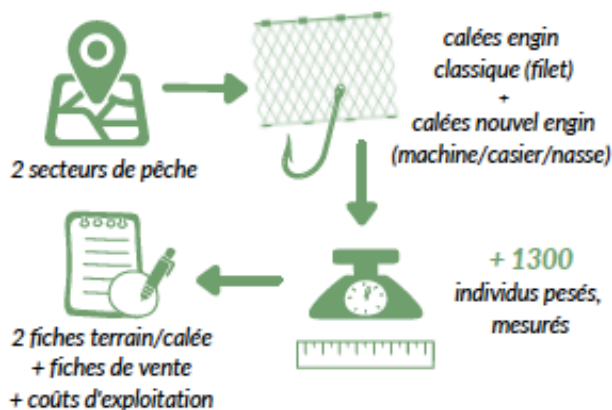 2 secteurs de pêche
calées engin
classique (filet)
+
calées nouvel engin
(machine/casier/nasse)
+ 1300
individus pesés,
mesurés
2 fiches terrain/calée
+ fiches de vente
+ coûts d'exploitation